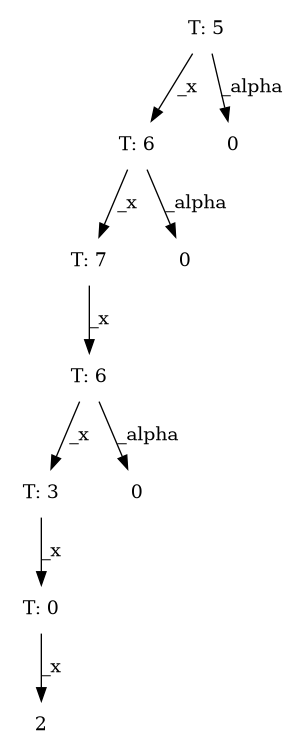 T: 5
_x
_alpha
T: 6
0
_x
_alpha
T: 7
0
_x
T: 6
_x
_alpha
T: 3
0
_x
T: 0
_x
2